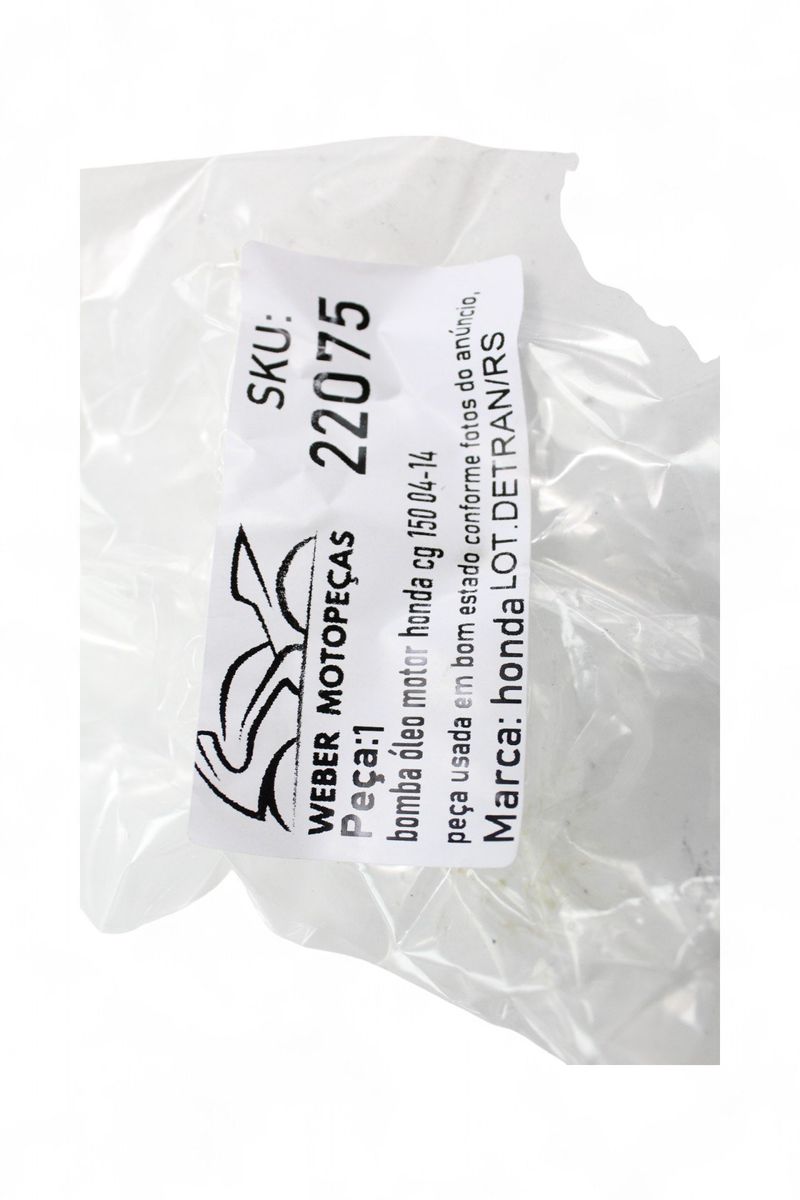 SKU:
22075
WEBER MOTOPEÇAS
Peça:1
bomba óleo motor honda cg 150 04-14
peça usada em bom estado conforme fotos do anúncio,
Marca: honda LOT.DETRAN/RS